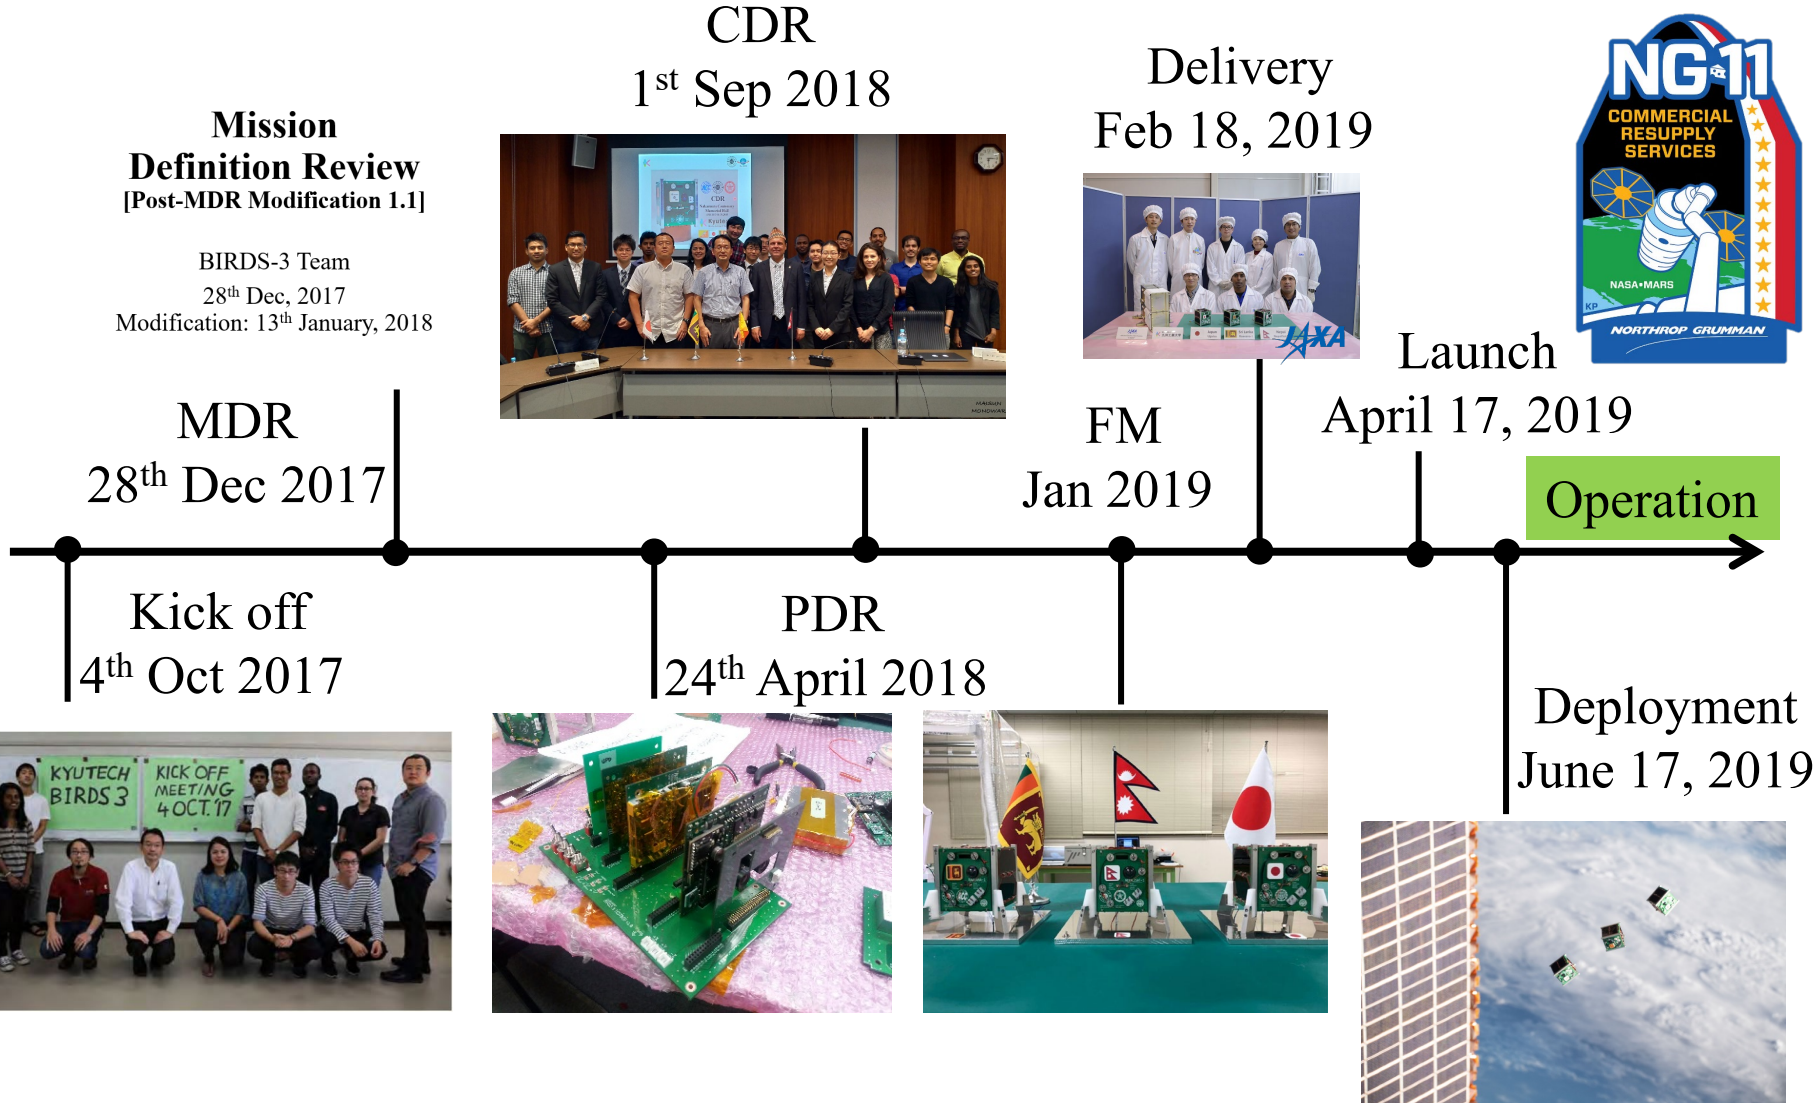 CDR
1st Sep 2018
Delivery
Feb 18, 2019
NG-11
COMMERCIAL
RESUPPLY
SERVICES
NASA•MARS
KP
NORTHROP GRUMMAN
Mission
Definition Review
[Post-MDR Modification 1.1]
BIRDS-3 Team
28th Dec, 2017
Modification: 13th January, 2018
CDR
JAXA
Launch
April 17, 2019
MDR
28th Dec 2017
FM
Jan 2019
Operation
Kick off
4th Oct 2017
PDR
24th April 2018
Deployment
June 17, 2019
KYUTECH
BIRDS 3
KICK OFF
MEETING
4 OCT.'17